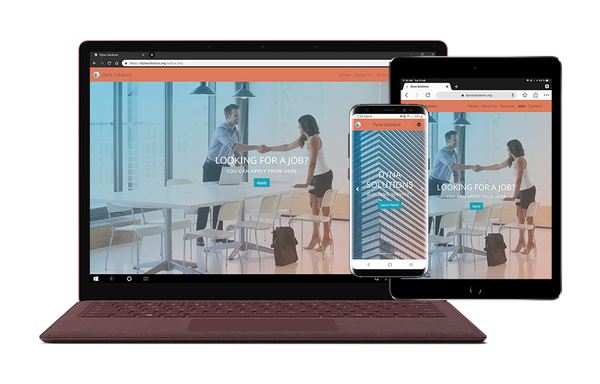 Dyna Solutions
https://dynasolutions.org/aplica.php
Dyna Solutions
Home About Us Services
LOOKING FOR A JOB?
YOU CAN APPLY FROM HERE
Apply
Dyna Solutions
DYNA
SOLUTIONS
Learn More
Dyna Solutions
dynasolutions.org
Home About Us Services Jobs Contact
LOOKING FOR A JOB?
YOU CAN APPLY FROM HERE
Apply